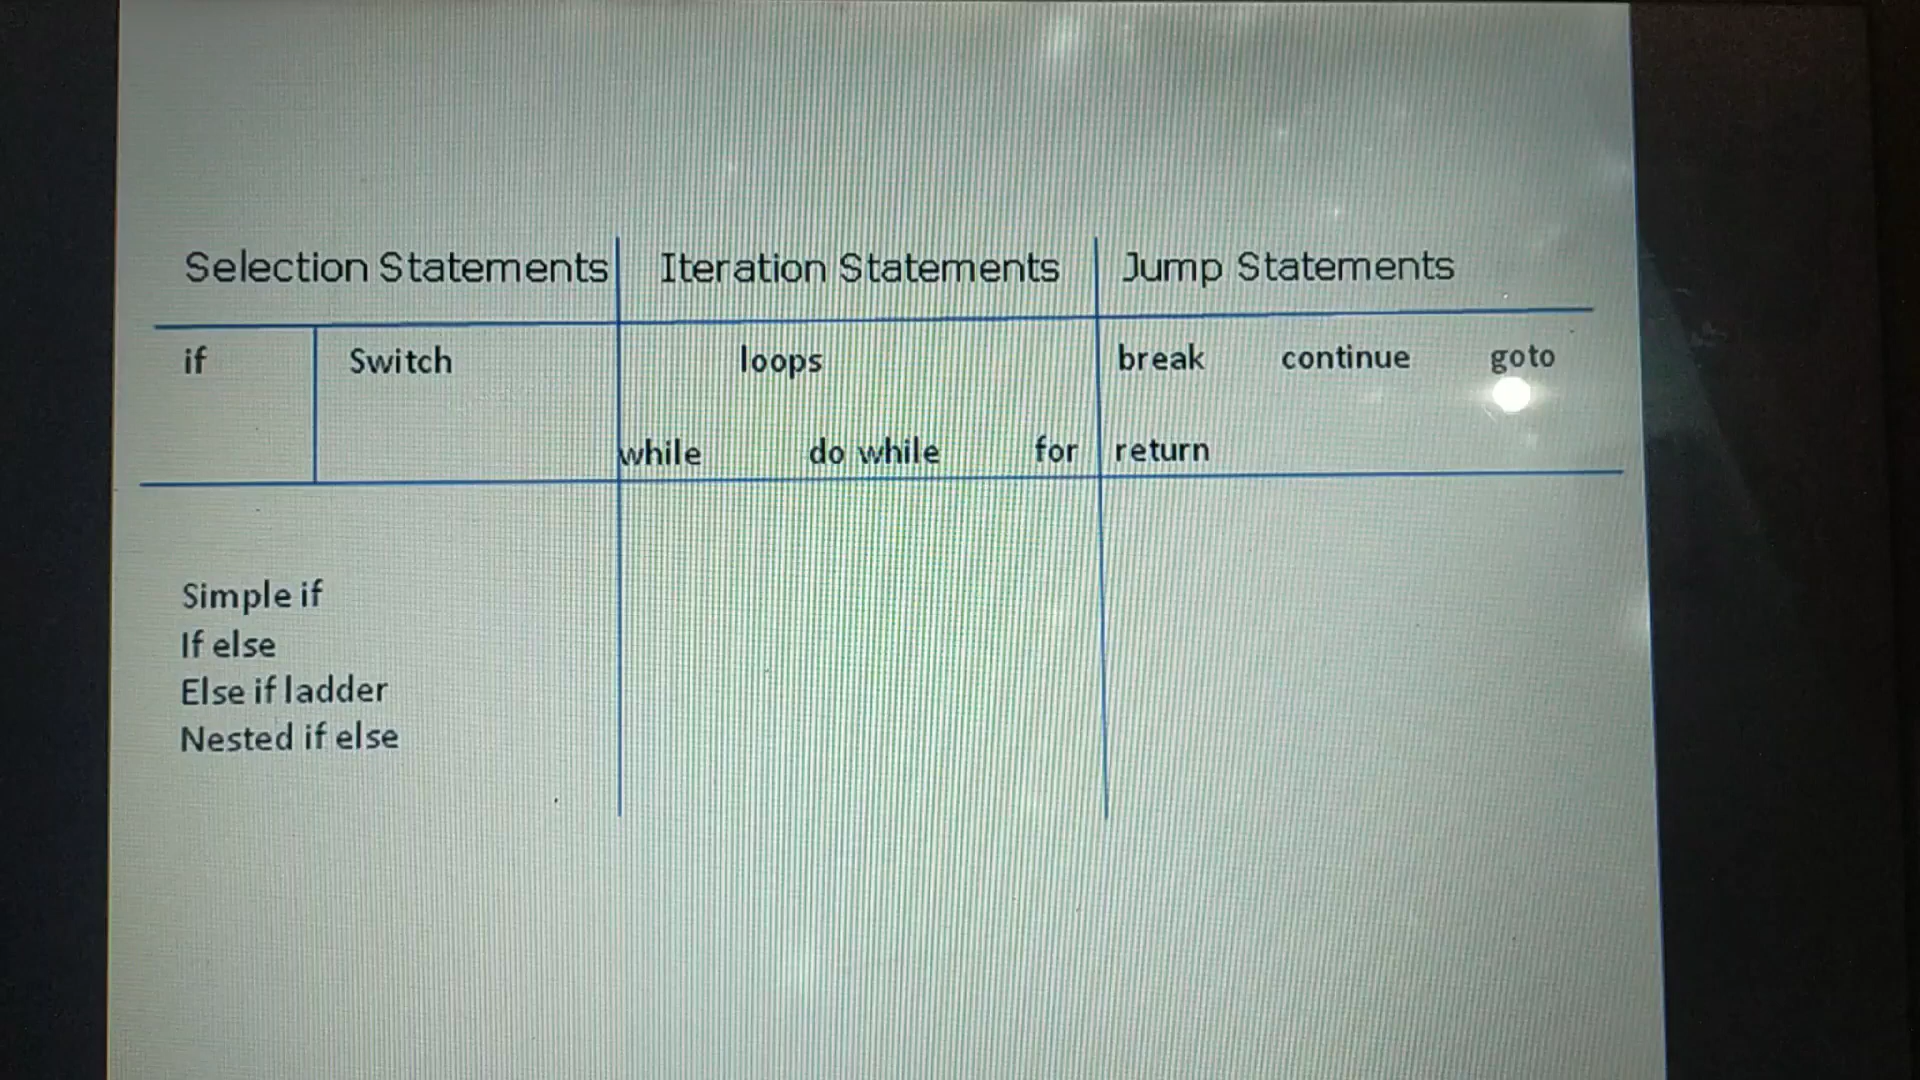 Selection Statements Iteration Statements Jump Statements
if Switch loops break continue goto
while do while for return
Simple if
If else
Else if ladder
Nested if else